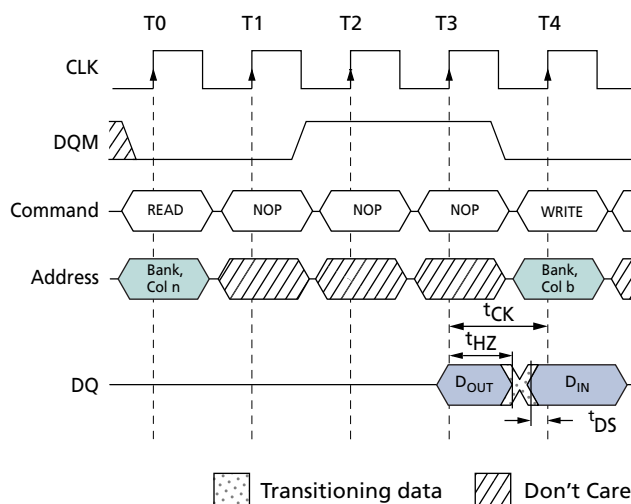 T0 T1 T2 T3 T4
CLK
DQM
Command READ NOP NOP NOP WRITE
Address Bank, Col n Bank, Col b
tCK
tHZ
DQ DOUT DIN
tDS
Transitioning data Don't Care